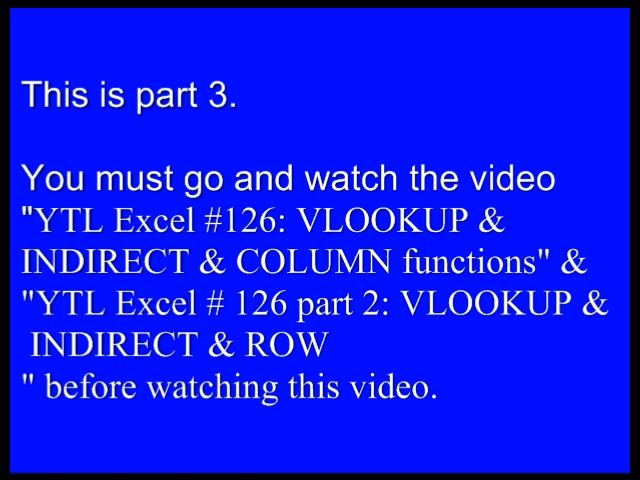 This is part 3.
You must go and watch the video
"YTL Excel #126: VLOOKUP &
INDIRECT & COLUMN functions" &
"YTL Excel # 126 part 2: VLOOKUP &
INDIRECT & ROW
" before watching this video.